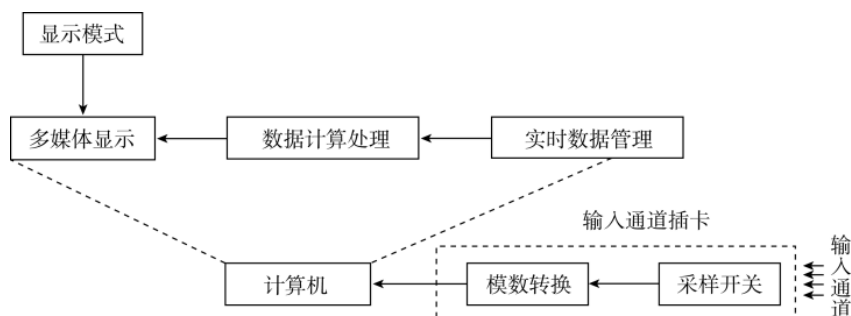 显示模式
多媒体显示
数据计算处理
实时数据管理
输入通道插卡
计算机
模数转换
采样开关
输入通道